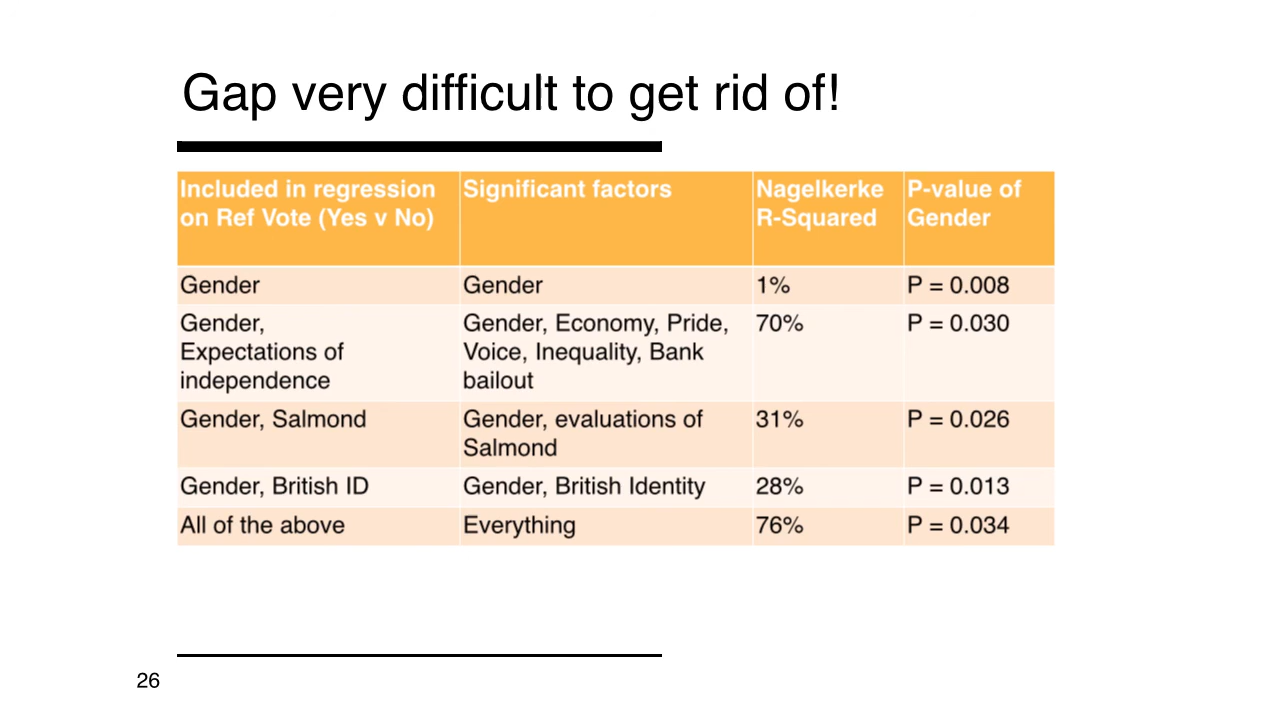 Gap very difficult to get rid of!
Included in regression on Ref Vote (Yes v No)
Significant factors
Nagelkerke R-Squared
P-value of Gender
Gender
Gender
1%
P = 0.008
Gender, Expectations of independence
Gender, Economy, Pride, Voice, Inequality, Bank bailout
70%
P = 0.030
Gender, Salmond
Gender, evaluations of Salmond
31%
P = 0.026
Gender, British ID
Gender, British Identity
28%
P = 0.013
All of the above
Everything
76%
P = 0.034
26